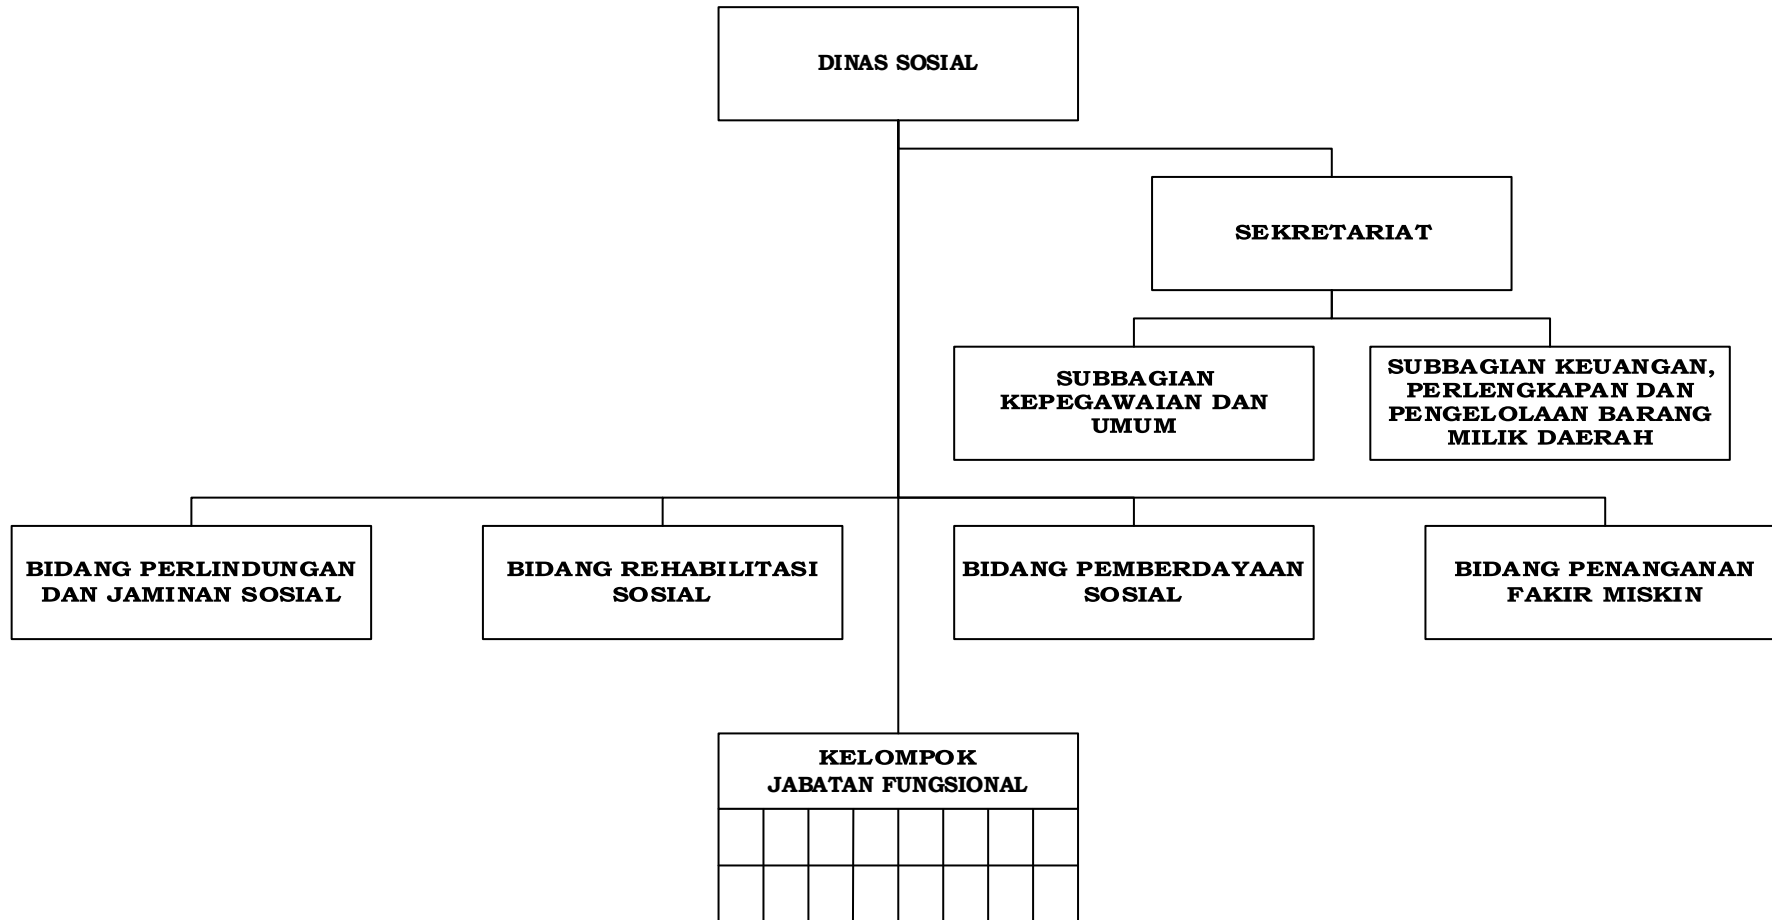 DINAS SOSIAL
SEKRETARIAT
SUBBAGIAN
KEPEGAWAIAN DAN
UMUM
SUBBAGIAN KEUANGAN,
PERLENGKAPAN DAN
PENGELOLAAN BARANG
MILIK DAERAH
BIDANG PERLINDUNGAN
DAN JAMINAN SOSIAL
BIDANG REHABILITASI
SOSIAL
BIDANG PEMBERDAYAAN
SOSIAL
BIDANG PENANGANAN
FAKIR MISKIN
KELOMPOK
JABATAN FUNGSIONAL